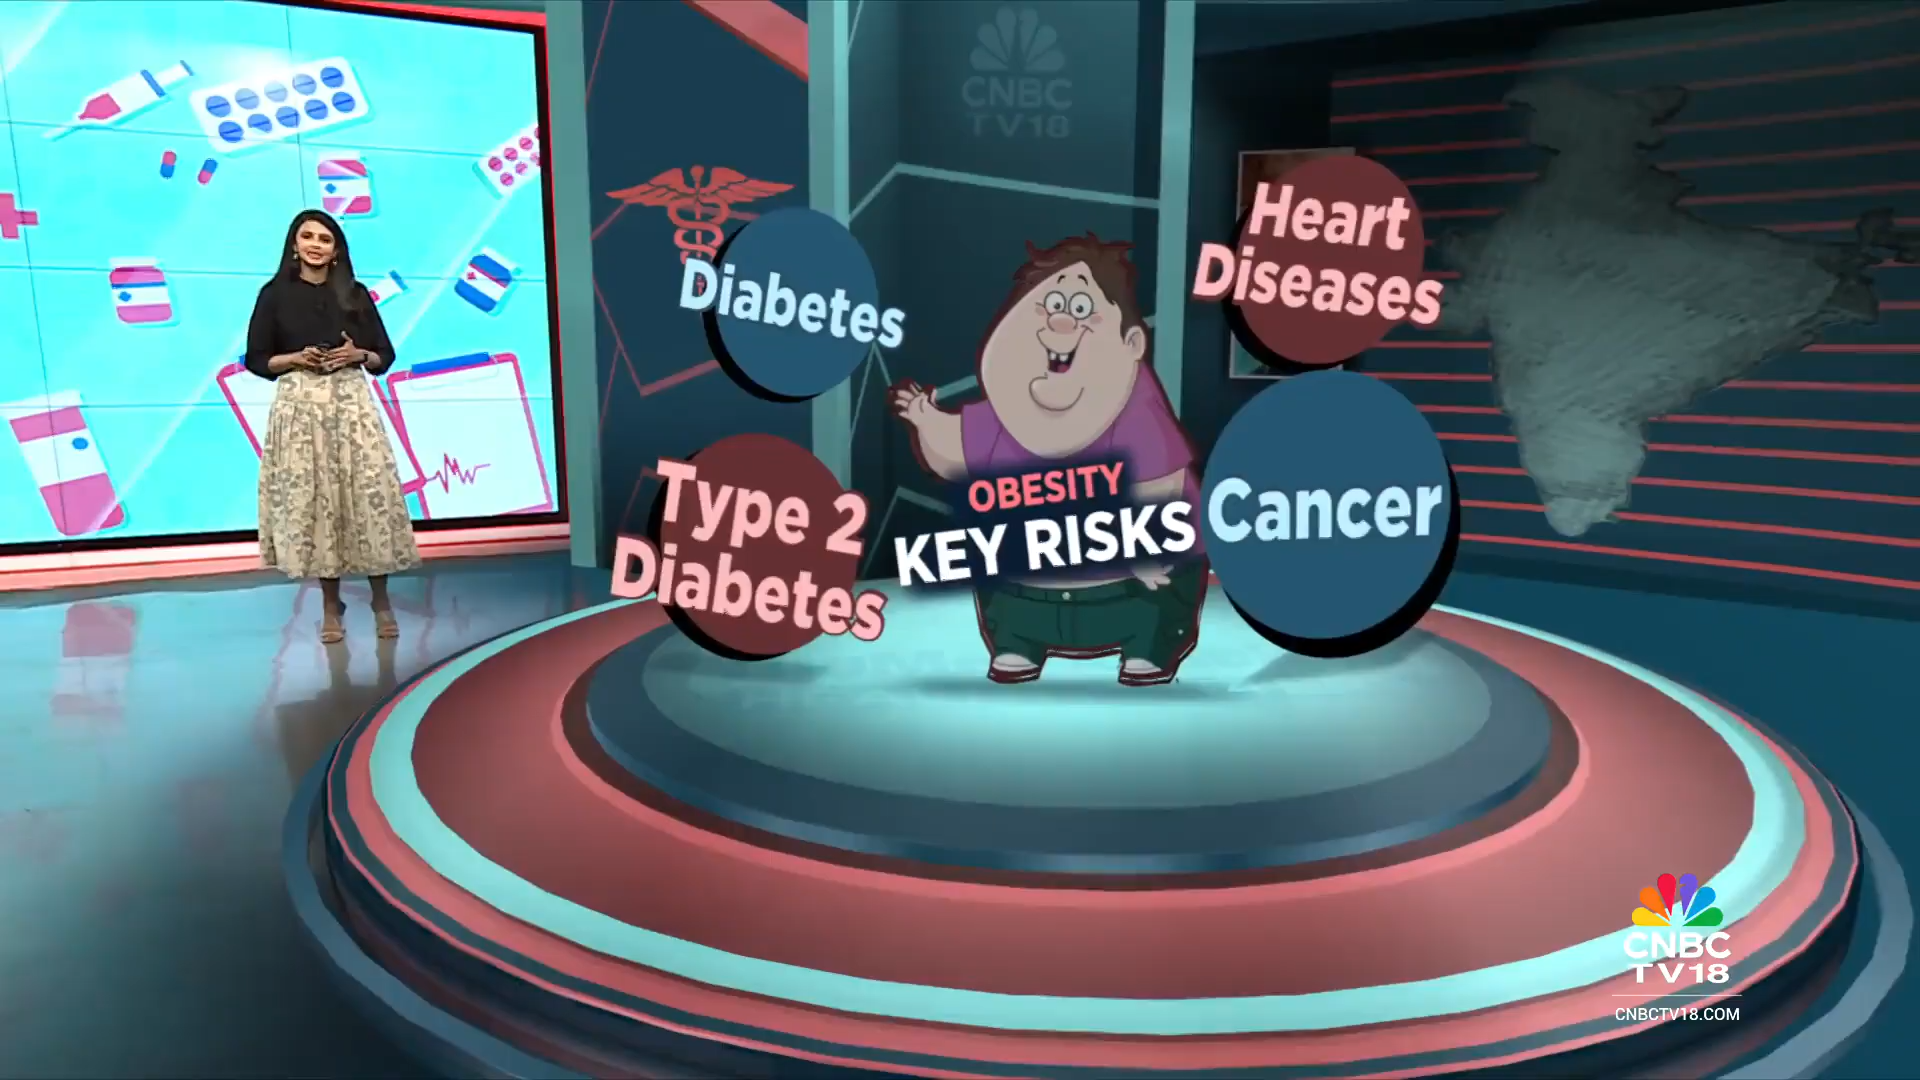 CNBC
TV18
Diabetes
Heart
Diseases
Type 2
Diabetes
OBESITY
KEY RISKS
Cancer
CNBC
TV18
CNBCTV18.COM